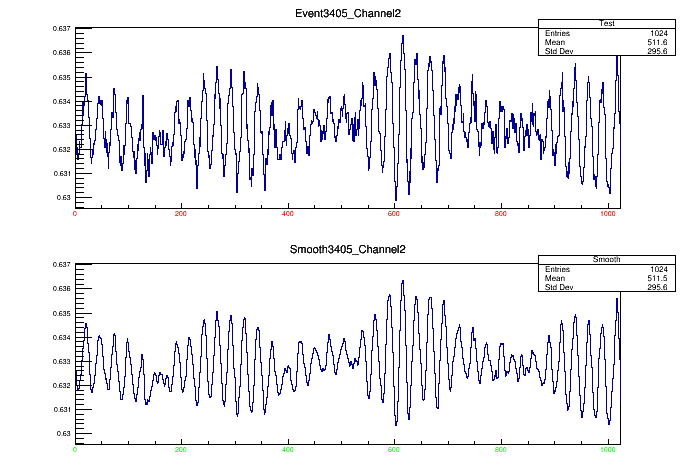 Event3405_Channel2
Test
Entries 1024
Mean 511.6
Std Dev 295.6
0.637
0.636
0.635
0.634
0.633
0.632
0.631
0.63
0 200 400 600 800 1000
Smooth3405_Channel2
Smooth
Entries 1024
Mean 511.5
Std Dev 295.6
0.637
0.636
0.635
0.634
0.633
0.632
0.631
0.63
0 200 400 600 800 1000